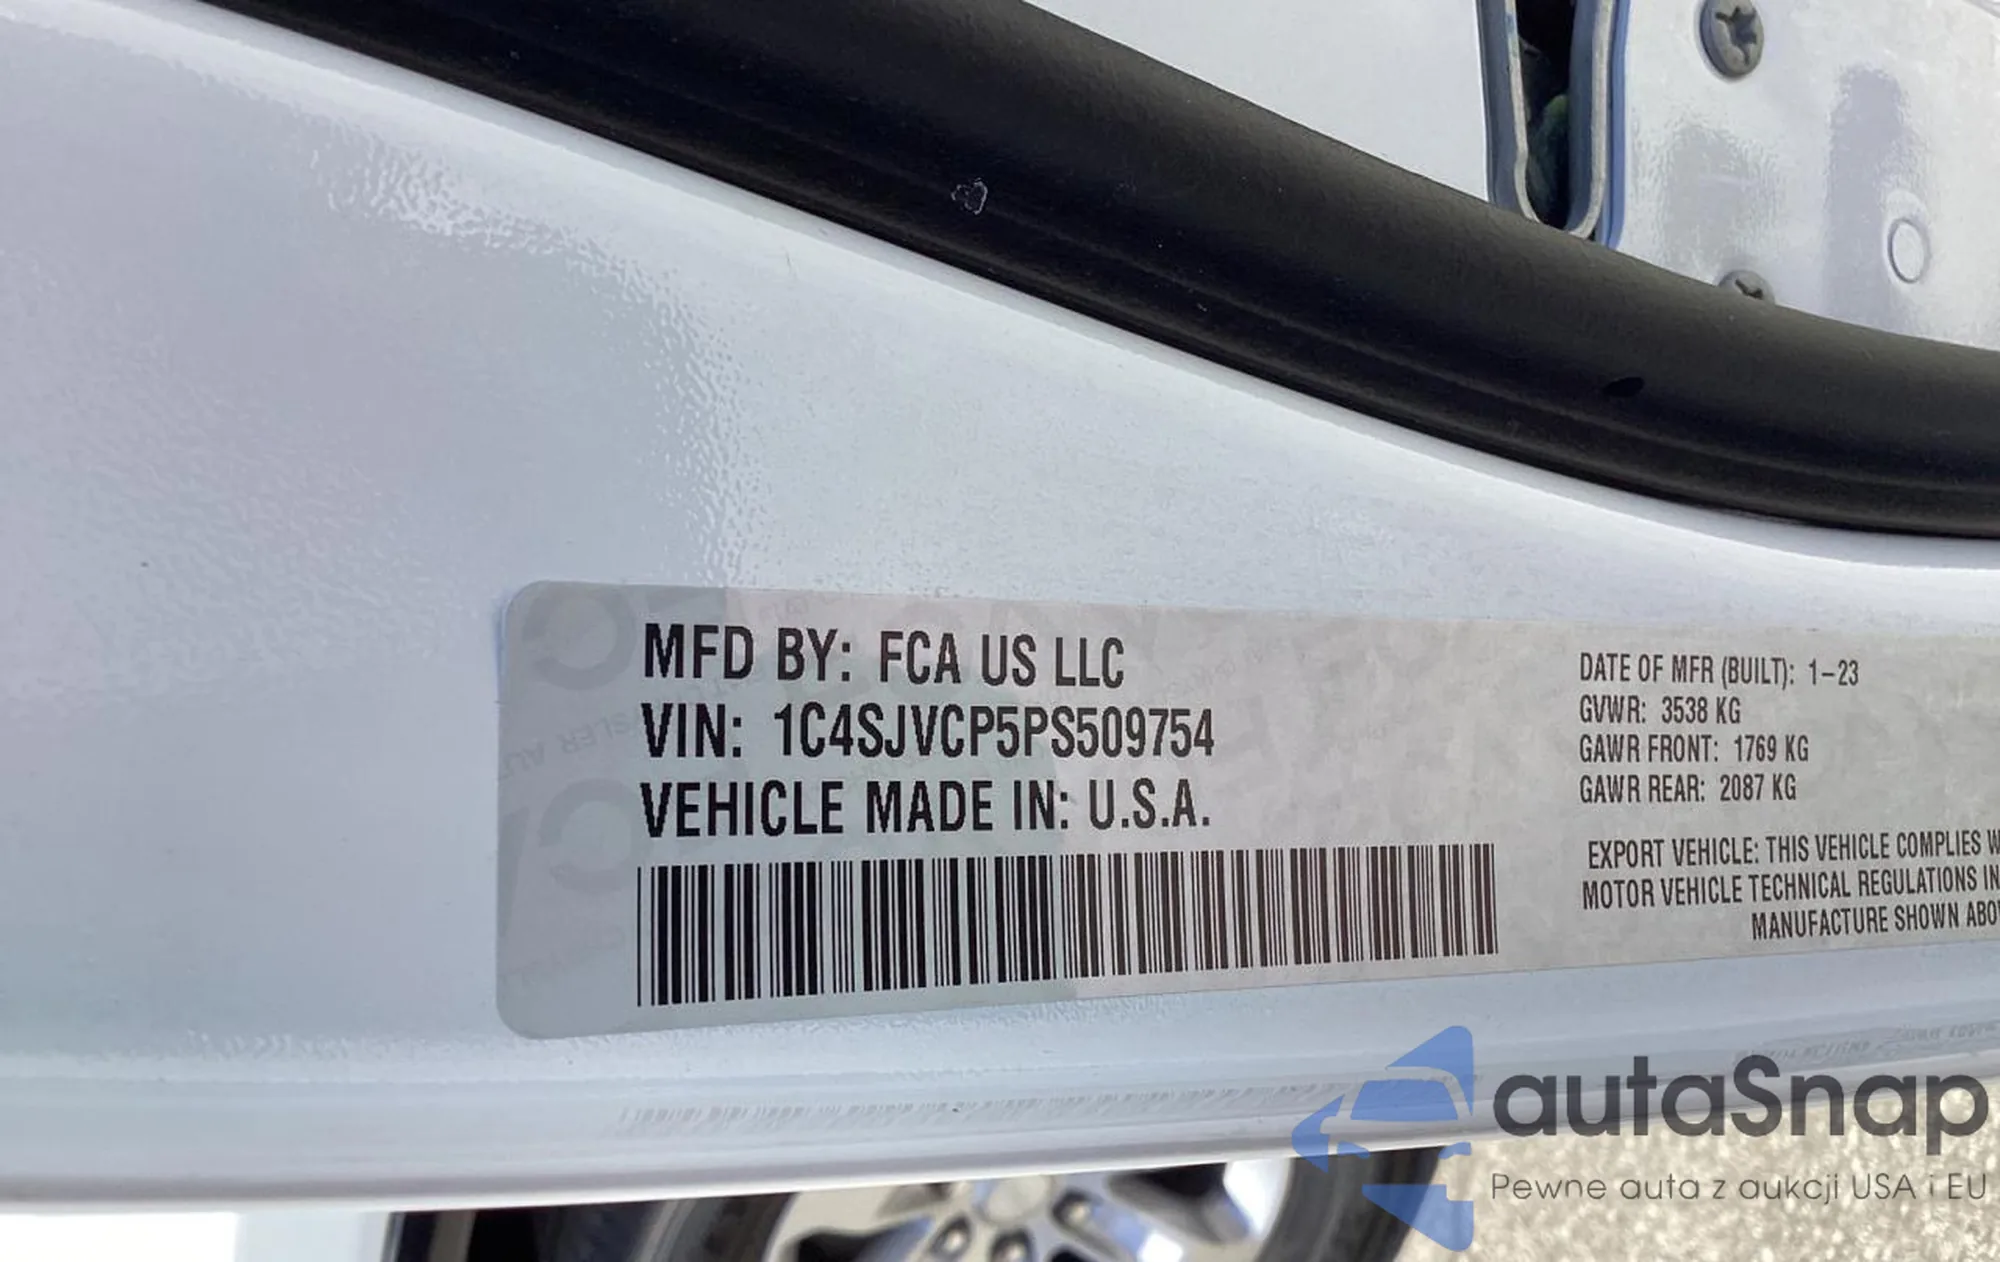 MFD BY: FCA US LLC
VIN: 1C4SJVCP5PS509754
VEHICLE MADE IN: U.S.A.
DATE OF MFR (BUILT): 1-23
GVWR: 3538 KG
GAWR FRONT: 1769 KG
GAWR REAR: 2087 KG
EXPORT VEHICLE: THIS VEHICLE COMPLIES
MOTOR VEHICLE TECHNICAL REGULATIONS IN
MANUFACTURE SHOWN
autaSnap
Pewne auta z aukcji USA i EU